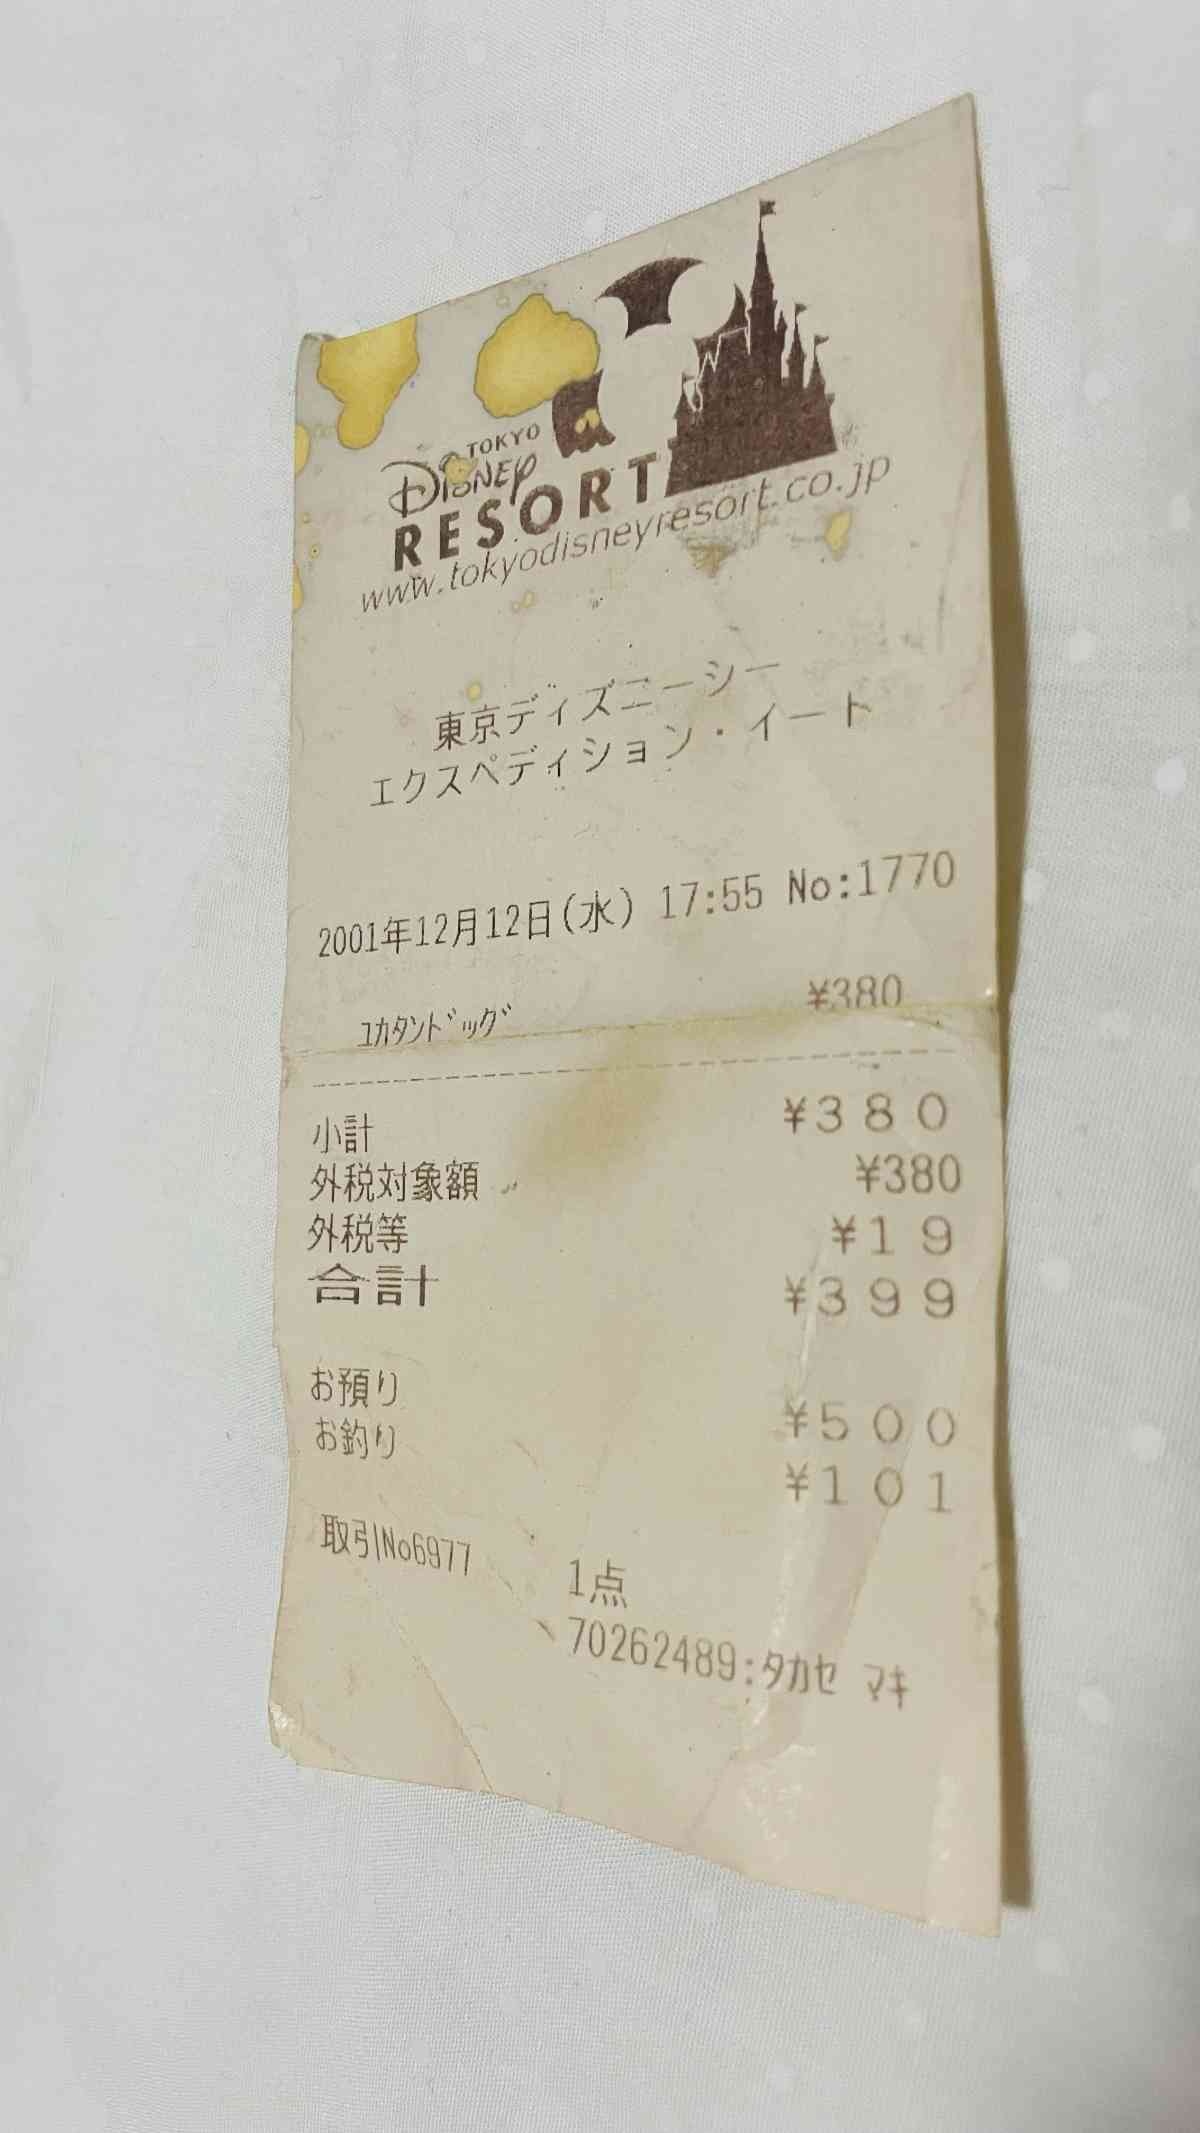 TOKYO
DISNEY
RESORT
www.tokyodisneyresort.co.jp
東京ディズニーシー
エクスペディション・イート
2001年12月12日(水) 17:55 No:1770
ﾕｶﾀﾝﾄﾞｯｸﾞ ¥380
小計 ¥380
外税対象額 ¥380
外税等 ¥19
合計 ¥399
お預り ¥500
お釣り ¥101
取引No6977 1点
70262489:ﾀｶｾ ﾏｷ